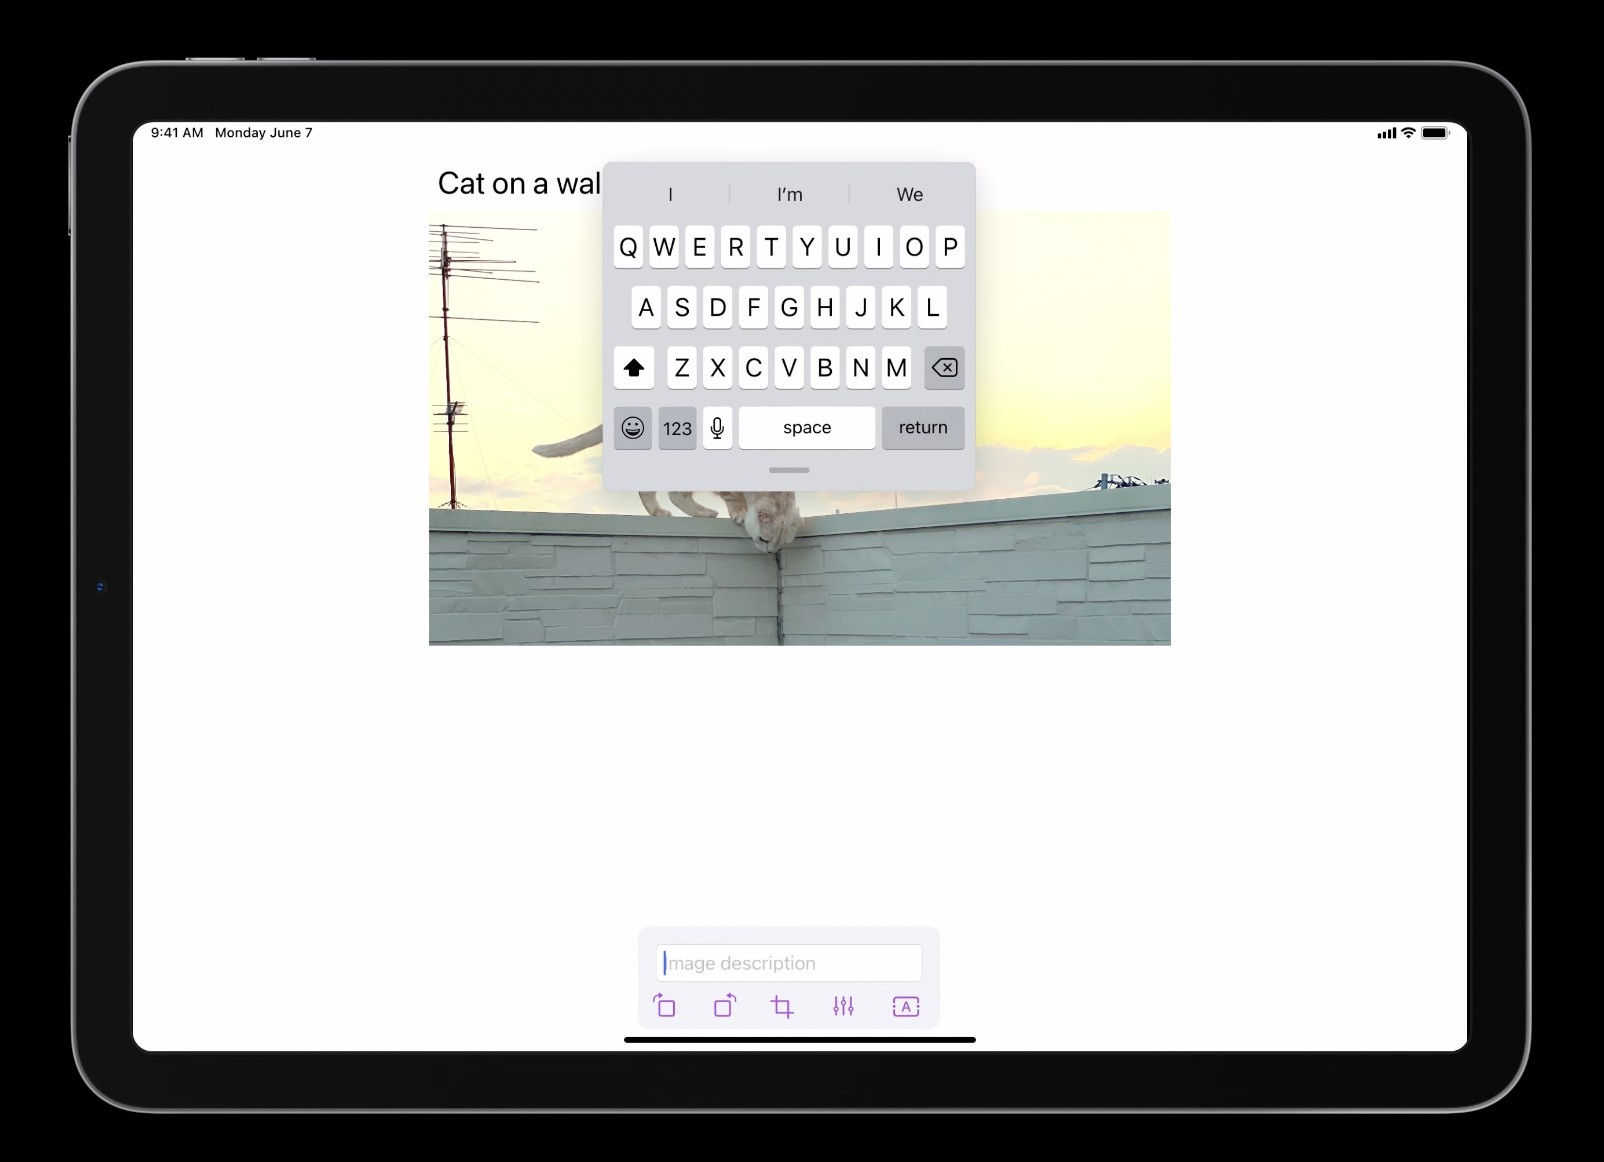 9:41 AM Monday June 7
Cat on a wal
I I'm We
Q W E R T Y U I O P
A S D F G H J K L
Z X C V B N M
123 space return
Image description
A